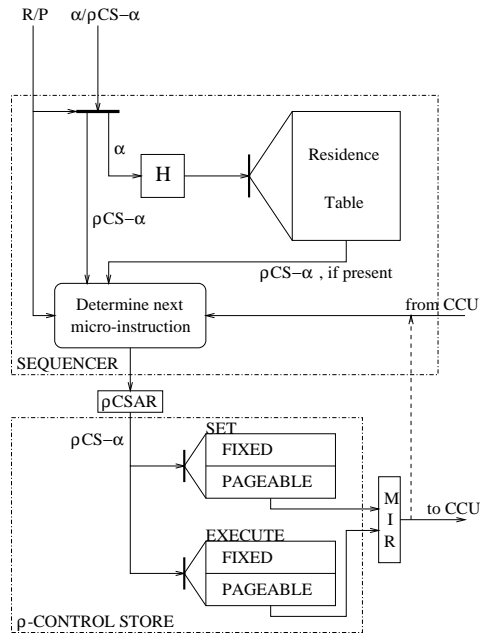 R/P
α/ρCS−α
α
H
Residence
Table
ρCS−α
ρCS−α , if present
Determine next
micro-instruction
from CCU
SEQUENCER
ρCSAR
ρCS−α
SET
FIXED
PAGEABLE
M
I
R
to CCU
EXECUTE
FIXED
PAGEABLE
ρ-CONTROL STORE